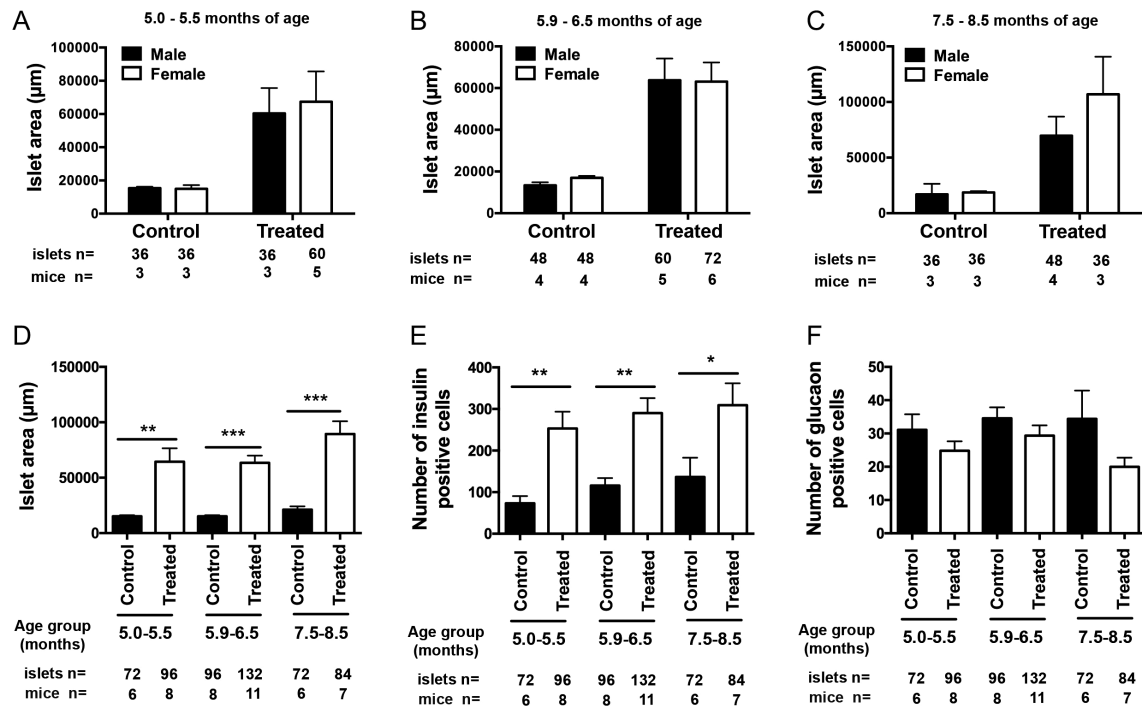 A
5.0 - 5.5 months of age
Islet area (µm)
100000
80000
60000
40000
20000
0
Male
Female
Control Treated
islets n= 36 36 36 60
mice n= 3 3 3 5
B
5.9 - 6.5 months of age
Islet area (µm)
80000
60000
40000
20000
0
Male
Female
Control Treated
islets n= 48 48 60 72
mice n= 4 4 5 6
C
7.5 - 8.5 months of age
Islet area (µm)
150000
100000
50000
0
Male
Female
Control Treated
islets n= 36 36 48 36
mice n= 3 3 4 3
D
Islet area (µm)
150000
100000
50000
0
** *** ***
Control Treated Control Treated Control Treated
Age group
(months)
5.0-5.5 5.9-6.5 7.5-8.5
islets n= 72 96 96 132 72 84
mice n= 6 8 8 11 6 7
E
Number of insulin
positive cells
400
300
200
100
0
** ** *
Control Treated Control Treated Control Treated
Age group
(months)
5.0-5.5 5.9-6.5 7.5-8.5
islets n= 72 96 96 132 72 84
mice n= 6 8 8 11 6 7
F
Number of glucaon
positive cells
50
40
30
20
10
0
Control Treated Control Treated Control Treated
Age group
(months)
5.0-5.5 5.9-6.5 7.5-8.5
islets n= 72 96 96 132 72 84
mice n= 6 8 8 11 6 7